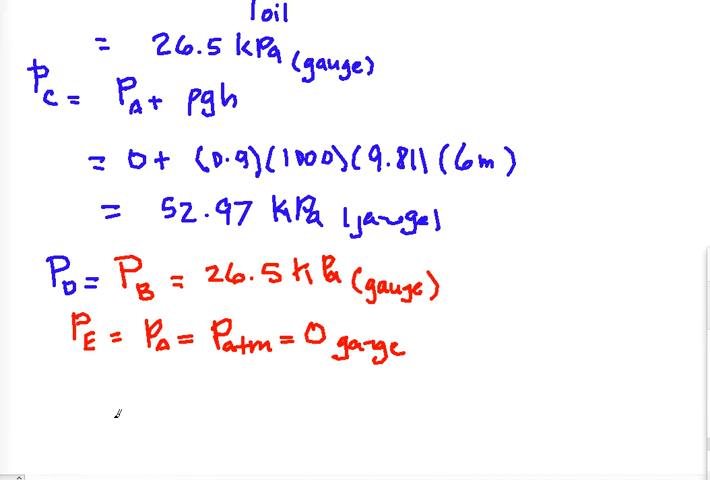 ρoil
= 26.5 kPa (gauge)
PC = PA + ρgh
= 0 + (0.9)(1000)(9.81)(6m)
= 52.97 kPa (gauge)
PD = PB = 26.5 kPa (gauge)
PE = PA = Patm = 0 gauge